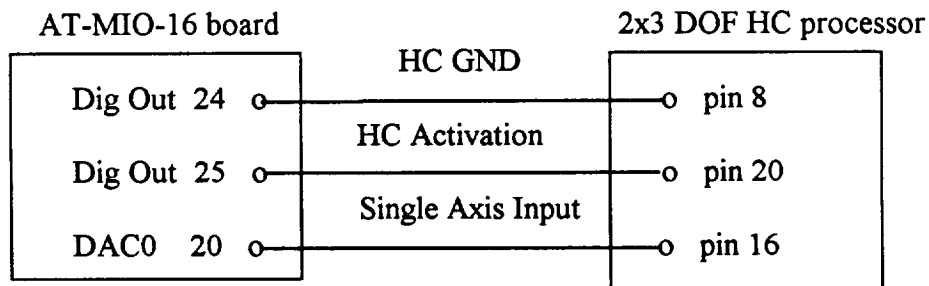 AT-MIO-16 board
2x3 DOF HC processor
HC GND
Dig Out 24
pin 8
HC Activation
Dig Out 25
pin 20
Single Axis Input
DAC0 20
pin 16